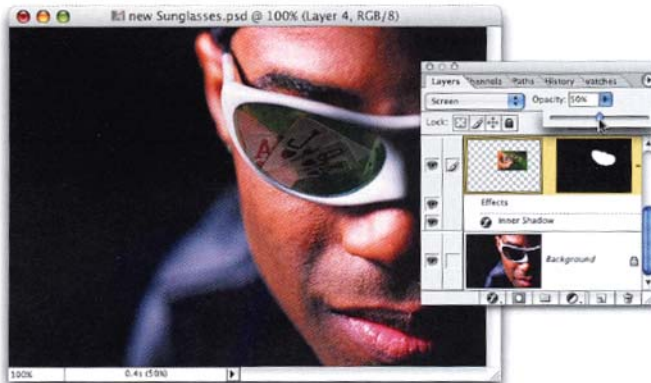 new Sunglasses.psd @ 100% (Layer 4, RGB/8)
Layers Channels Paths History watches
Screen Opacity: 50%
Lock:
Effects
Inner Shadow
Background
A J
100% 0.4s (50%)